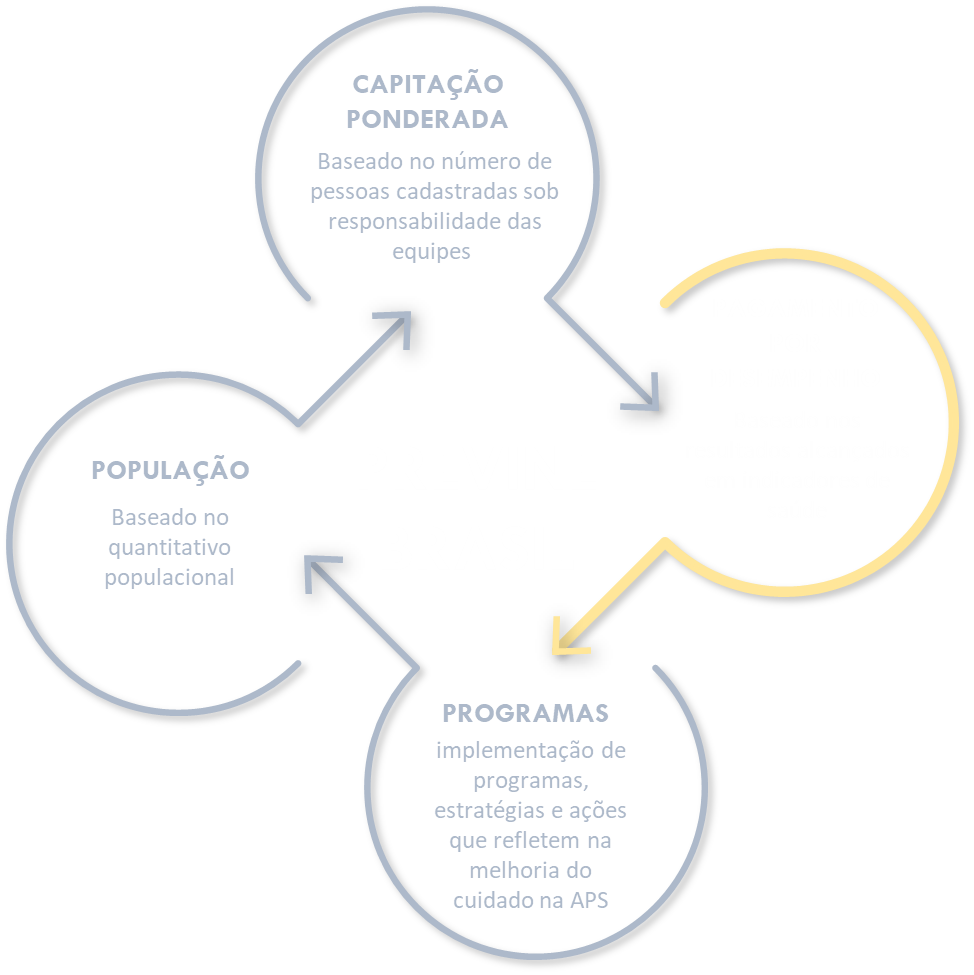 CAPITAÇÃO
PONDERADA
Baseado no número de
pessoas cadastradas sob
responsabilidade das
equipes
POPULAÇÃO
Baseado no
quantitativo
populacional
PROGRAMAS
implementação de
programas,
estratégias e ações
que refletem na
melhoria do
cuidado na APS